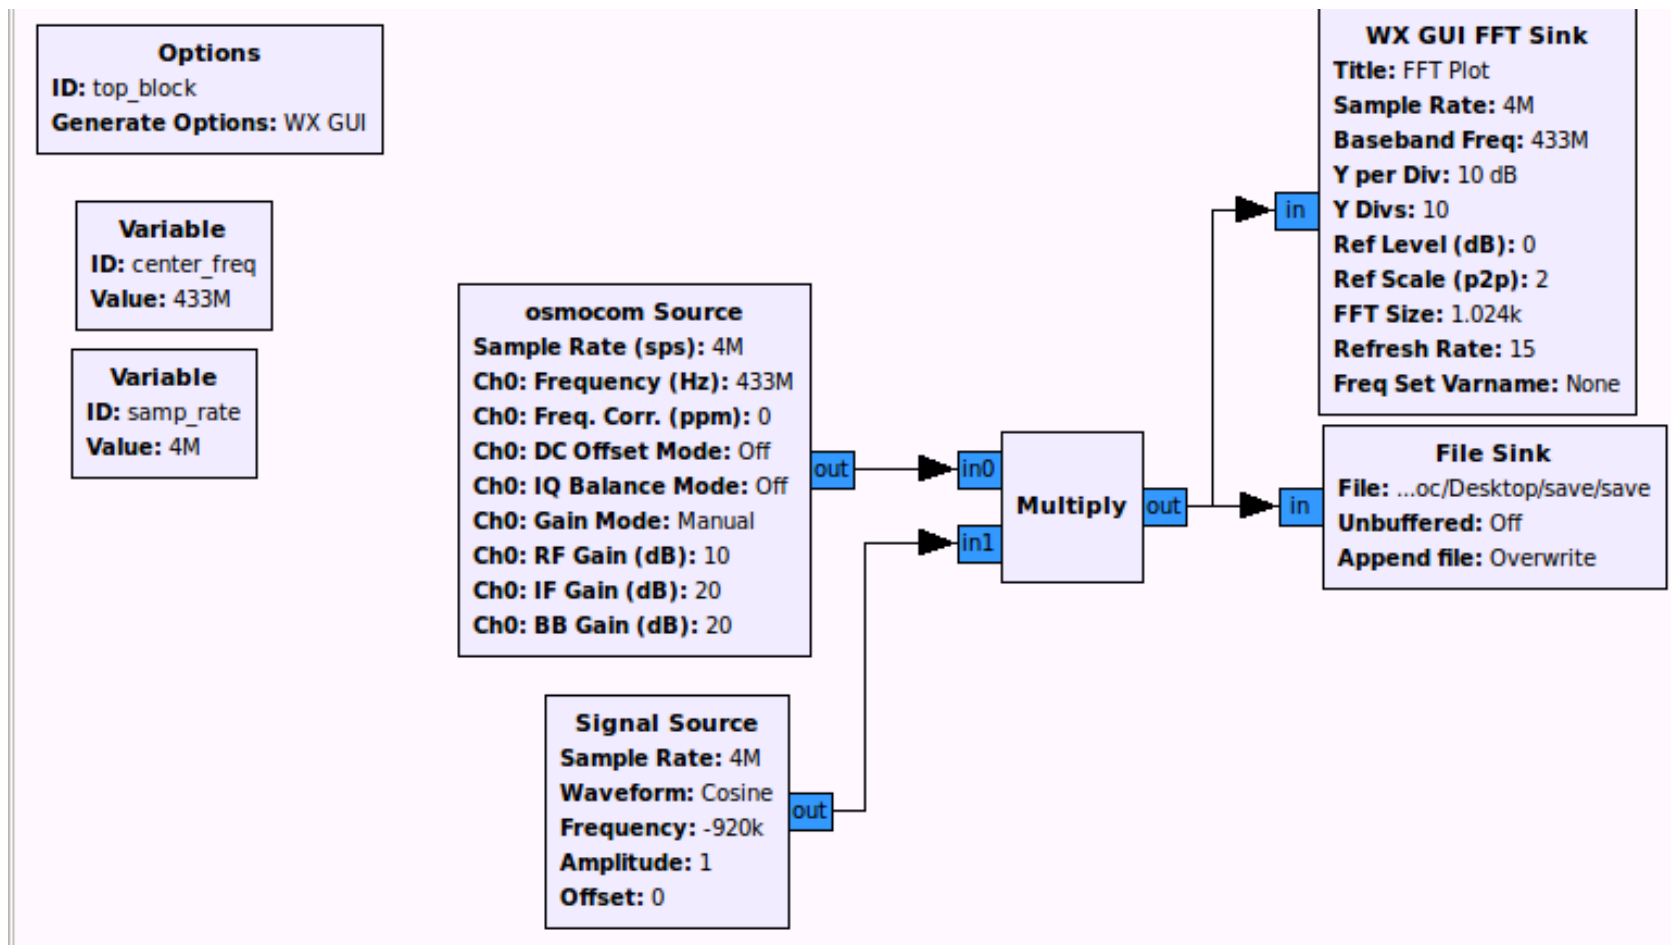 Options
ID: top_block
Generate Options: WX GUI
Variable
ID: center_freq
Value: 433M
Variable
ID: samp_rate
Value: 4M
osmocom Source
Sample Rate (sps): 4M
Ch0: Frequency (Hz): 433M
Ch0: Freq. Corr. (ppm): 0
Ch0: DC Offset Mode: Off
Ch0: IQ Balance Mode: Off
Ch0: Gain Mode: Manual
Ch0: RF Gain (dB): 10
Ch0: IF Gain (dB): 20
Ch0: BB Gain (dB): 20
out
Signal Source
Sample Rate: 4M
Waveform: Cosine
Frequency: -920k
Amplitude: 1
Offset: 0
out
in0
in1
Multiply
out
in
WX GUI FFT Sink
Title: FFT Plot
Sample Rate: 4M
Baseband Freq: 433M
Y per Div: 10 dB
Y Divs: 10
Ref Level (dB): 0
Ref Scale (p2p): 2
FFT Size: 1.024k
Refresh Rate: 15
Freq Set Varname: None
in
File Sink
File: ...oc/Desktop/save/save
Unbuffered: Off
Append file: Overwrite